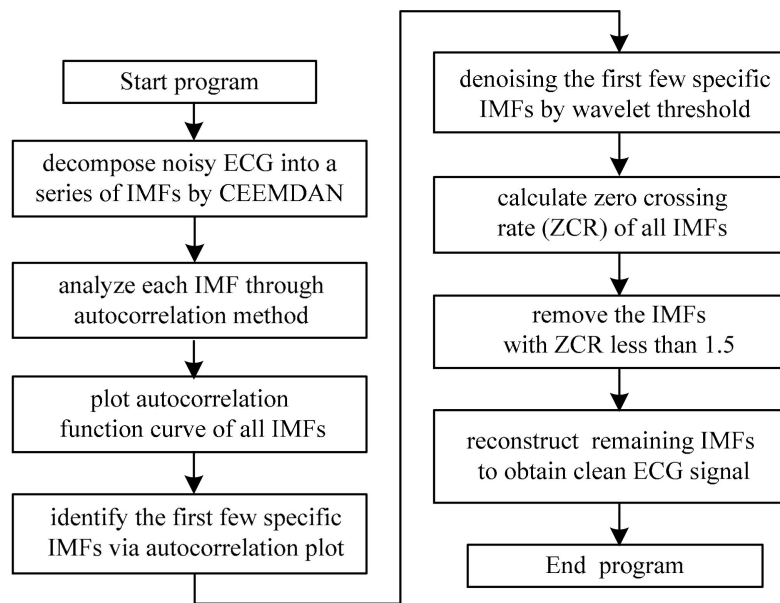 Start program
decompose noisy ECG into a
series of IMFs by CEEMDAN
analyze each IMF through
autocorrelation method
plot autocorrelation
function curve of all IMFs
identify the first few specific
IMFs via autocorrelation plot
denoising the first few specific
IMFs by wavelet threshold
calculate zero crossing
rate (ZCR) of all IMFs
remove the IMFs
with ZCR less than 1.5
reconstruct remaining IMFs
to obtain clean ECG signal
End program